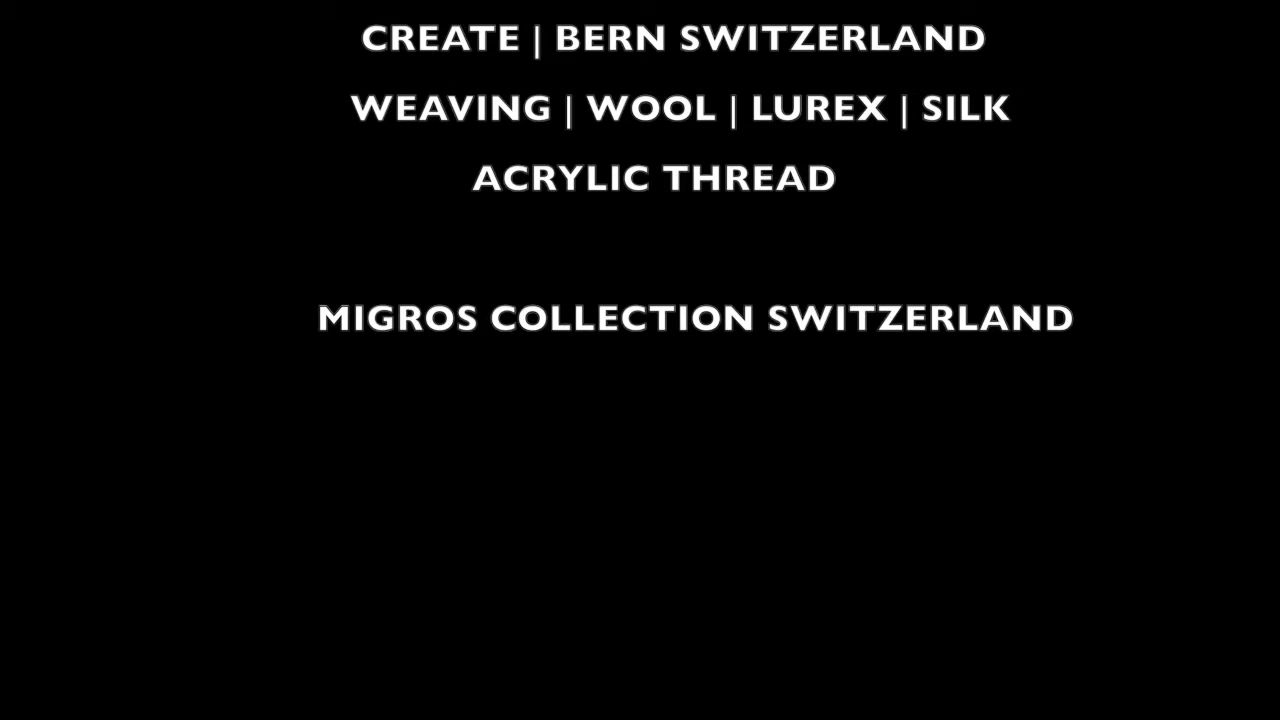 CREATE | BERN SWITZERLAND
WEAVING | WOOL | LUREX | SILK
ACRYLIC THREAD
MIGROS COLLECTION SWITZERLAND